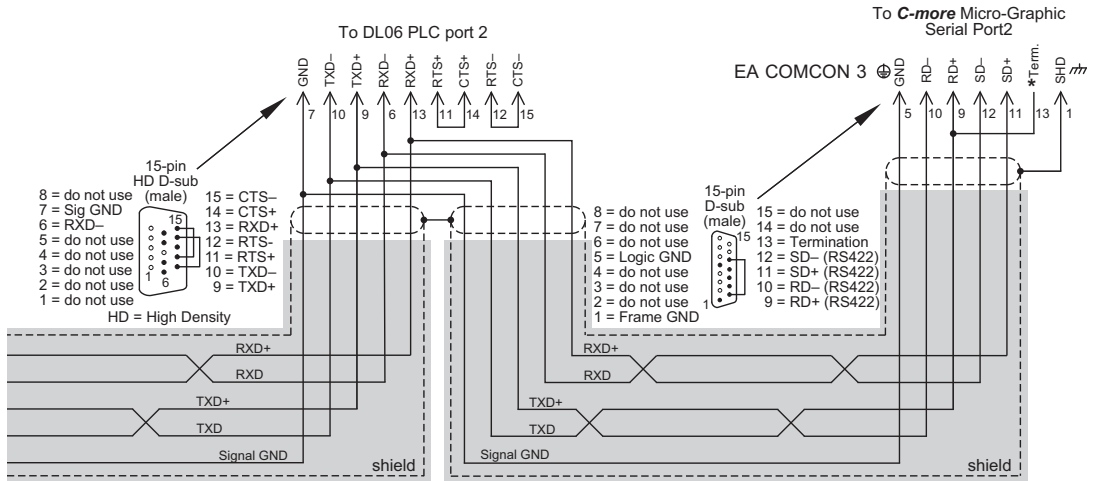 To DL06 PLC port 2
GND
TXD–
TXD+
RXD–
RXD+
RTS+
CTS+
RTS–
CTS–
7
10
9
6
13
11
14
12
15
To C-more Micro-Graphic
Serial Port2
EA COMCON 3
GND
RD–
RD+
SD–
SD+
*Term.
SHD
5
10
9
12
11
13
1
15-pin
HD D-sub
(male)
8 = do not use
7 = Sig GND
6 = RXD–
5 = do not use
4 = do not use
3 = do not use
2 = do not use
1 = do not use
15
1
6
15 = CTS–
14 = CTS+
13 = RXD+
12 = RTS-
11 = RTS+
10 = TXD–
9 = TXD+
HD = High Density
15-pin
D-sub
(male)
8 = do not use
7 = do not use
6 = do not use
5 = Logic GND
4 = do not use
3 = do not use
2 = do not use
1 = Frame GND
15
1
15 = do not use
14 = do not use
13 = Termination
12 = SD– (RS422)
11 = SD+ (RS422)
10 = RD– (RS422)
9 = RD+ (RS422)
RXD+
RXD
TXD+
TXD
Signal GND
shield
RXD+
RXD
TXD+
TXD
Signal GND
shield